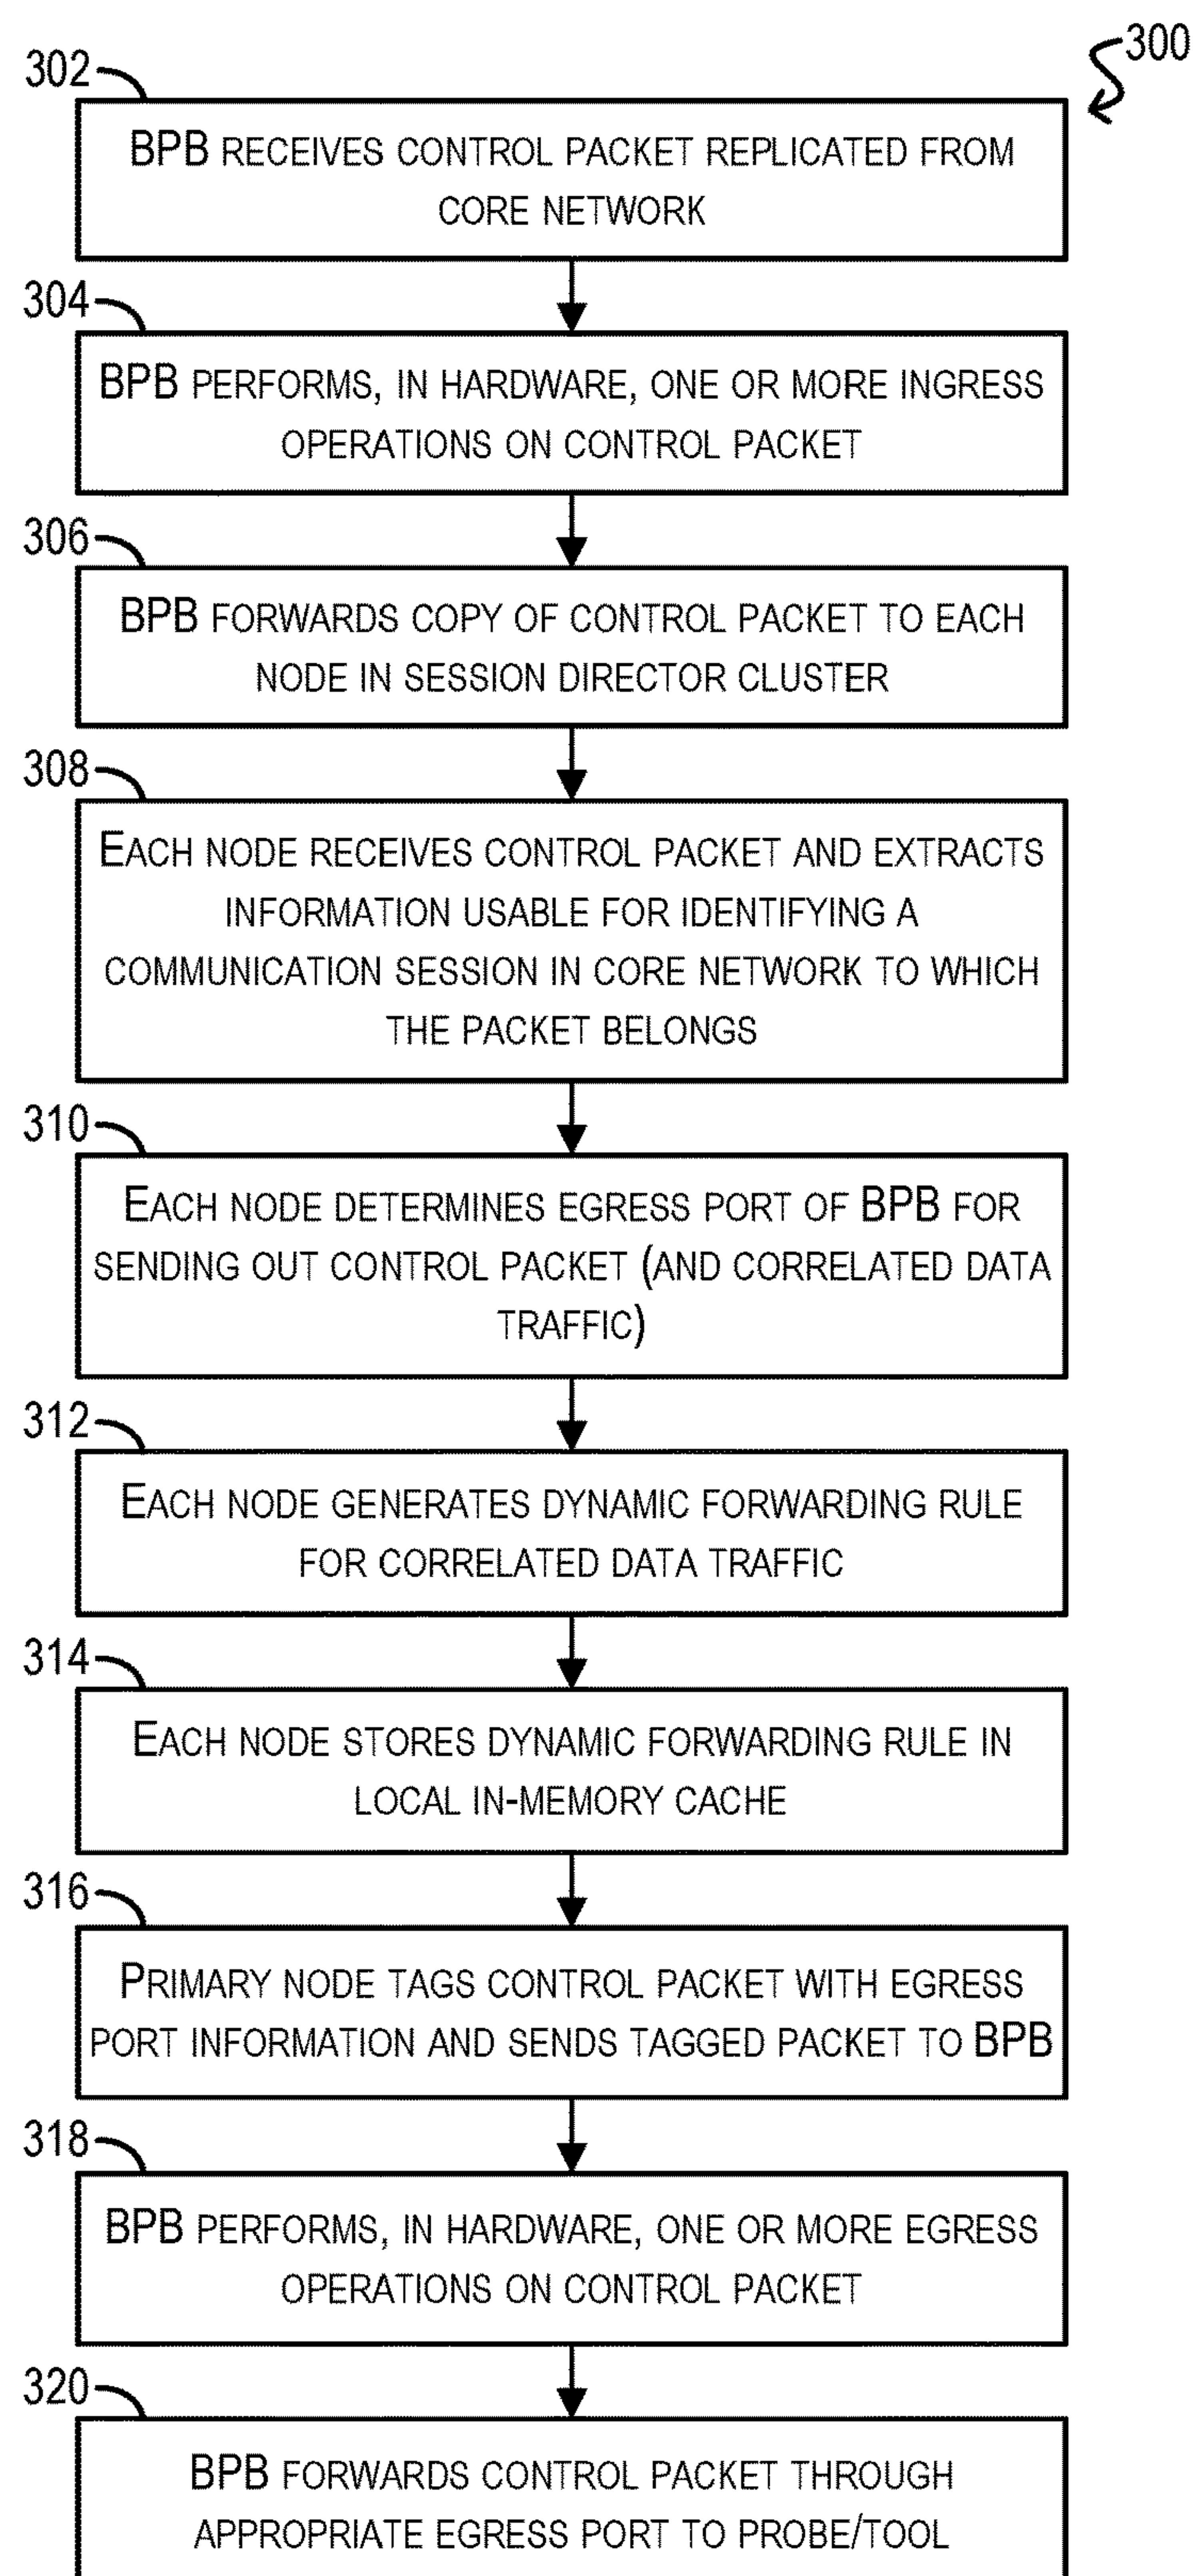 300
302
BPB RECEIVES CONTROL PACKET REPLICATED FROM
CORE NETWORK
304
BPB PERFORMS, IN HARDWARE, ONE OR MORE INGRESS
OPERATIONS ON CONTROL PACKET
306
BPB FORWARDS COPY OF CONTROL PACKET TO EACH
NODE IN SESSION DIRECTOR CLUSTER
308
EACH NODE RECEIVES CONTROL PACKET AND EXTRACTS
INFORMATION USABLE FOR IDENTIFYING A
COMMUNICATION SESSION IN CORE NETWORK TO WHICH
THE PACKET BELONGS
310
EACH NODE DETERMINES EGRESS PORT OF BPB FOR
SENDING OUT CONTROL PACKET (AND CORRELATED DATA
TRAFFIC)
312
EACH NODE GENERATES DYNAMIC FORWARDING RULE
FOR CORRELATED DATA TRAFFIC
314
EACH NODE STORES DYNAMIC FORWARDING RULE IN
LOCAL IN-MEMORY CACHE
316
PRIMARY NODE TAGS CONTROL PACKET WITH EGRESS
PORT INFORMATION AND SENDS TAGGED PACKET TO BPB
318
BPB PERFORMS, IN HARDWARE, ONE OR MORE EGRESS
OPERATIONS ON CONTROL PACKET
320
BPB FORWARDS CONTROL PACKET THROUGH
APPROPRIATE EGRESS PORT TO PROBE/TOOL